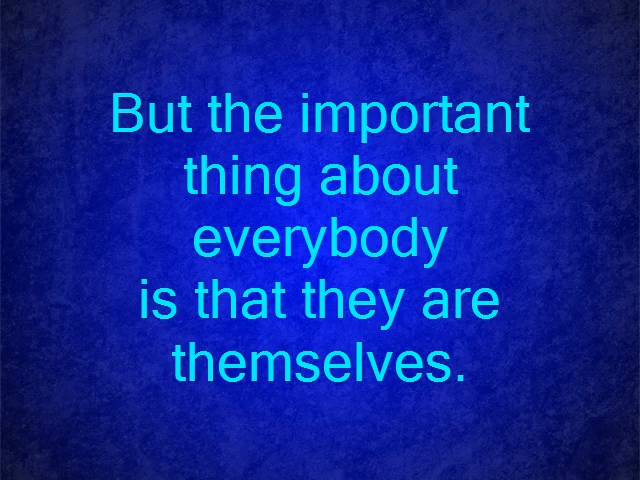 But the important
thing about
everybody
is that they are
themselves.